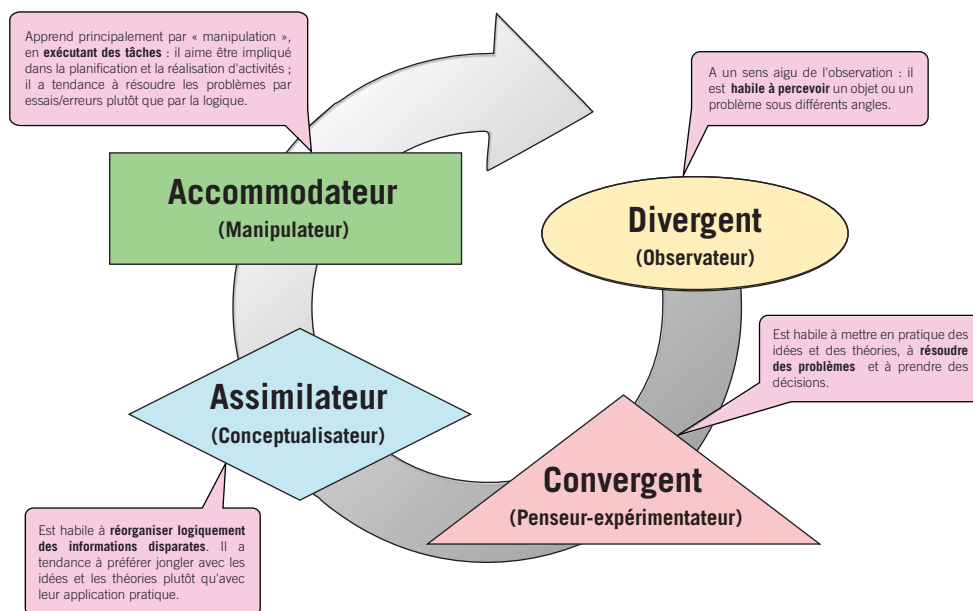 Apprend principalement par « manipulation »,
en exécutant des tâches : il aime être impliqué
dans la planification et la réalisation d'activités ;
il a tendance à résoudre les problèmes par
essais/erreurs plutôt que par la logique.
A un sens aigu de l'observation : il
est habile à percevoir un objet ou un
problème sous différents angles.
Accommodateur
(Manipulateur)
Divergent
(Observateur)
Est habile à mettre en pratique des
idées et des théories, à résoudre
des problèmes et à prendre des
décisions.
Assimilateur
(Conceptualisateur)
Convergent
(Penseur-expérimentateur)
Est habile à réorganiser logiquement
des informations disparates. Il a
tendance à préférer jongler avec les
idées et les théories plutôt qu'avec
leur application pratique.